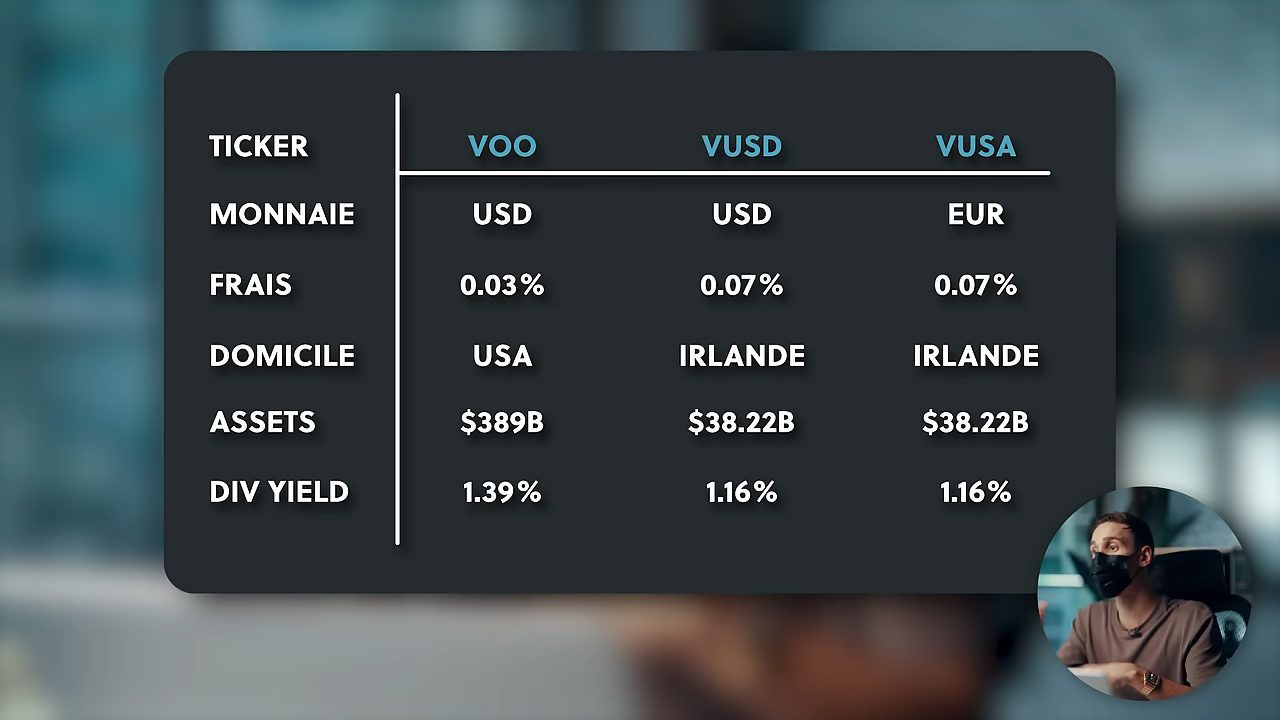 TICKER VOO VUSD VUSA
MONNAIE USD USD EUR
FRAIS 0.03% 0.07% 0.07%
DOMICILE USA IRLANDE IRLANDE
ASSETS $389B $38.22B $38.22B
DIV YIELD 1.39% 1.16% 1.16%